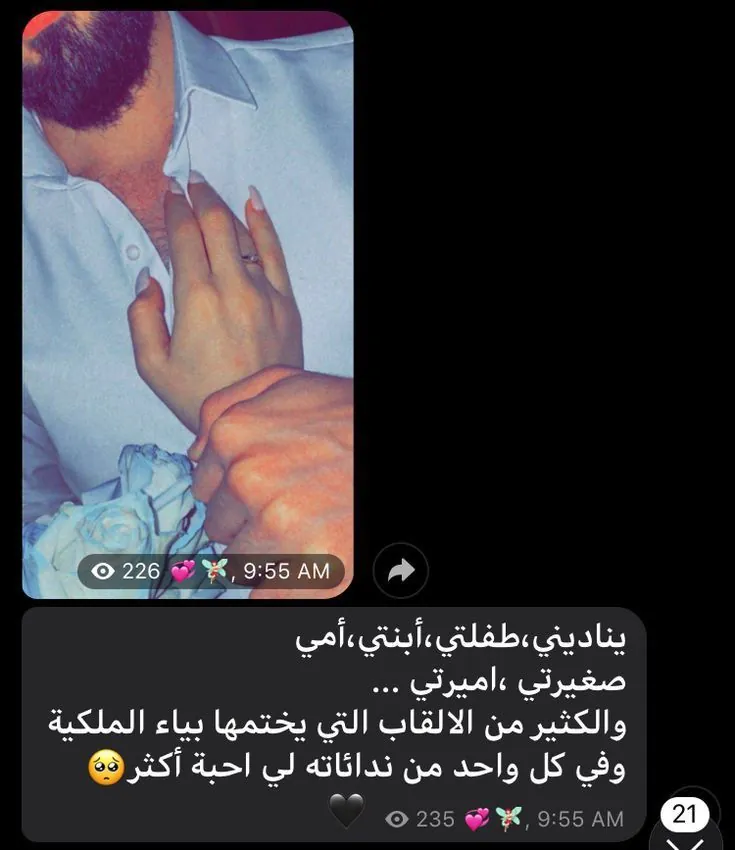 226 💞🧚, 9:55 AM
يناديني،طفلتي،أبنتي،أمي
صغيرتي ،اميرتي ...
والكثير من الالقاب التي يختمها بياء الملكية
وفي كل واحد من ندائاته لي احبة أكثر🥺
🖤
235 💞🧚, 9:55 AM
21